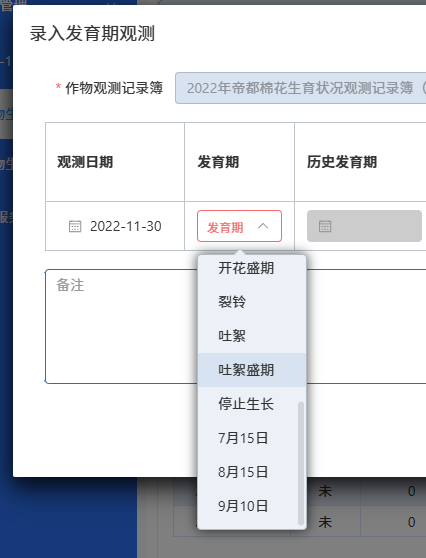 录入发育期观测
* 作物观测记录簿
2022年帝都棉花生育状况观测记录簿（
观测日期
发育期
历史发育期
2022-11-30
发育期
备注
开花盛期
裂铃
吐絮
吐絮盛期
停止生长
7月15日
8月15日
9月10日
未
0
未
0